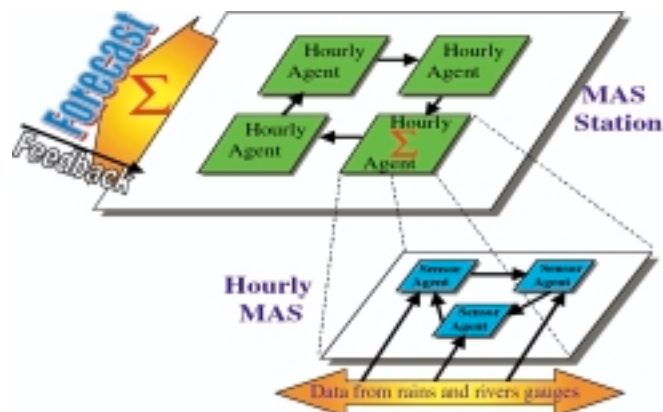 Forecast
Σ
Feedback
Hourly
Agent
Hourly
Agent
Hourly
Agent
Hourly
Σ
Agent
MAS
Station
Hourly
MAS
Sensor
Agent
Sensor
Agent
Sensor
Agent
Data from rains and rivers gauges